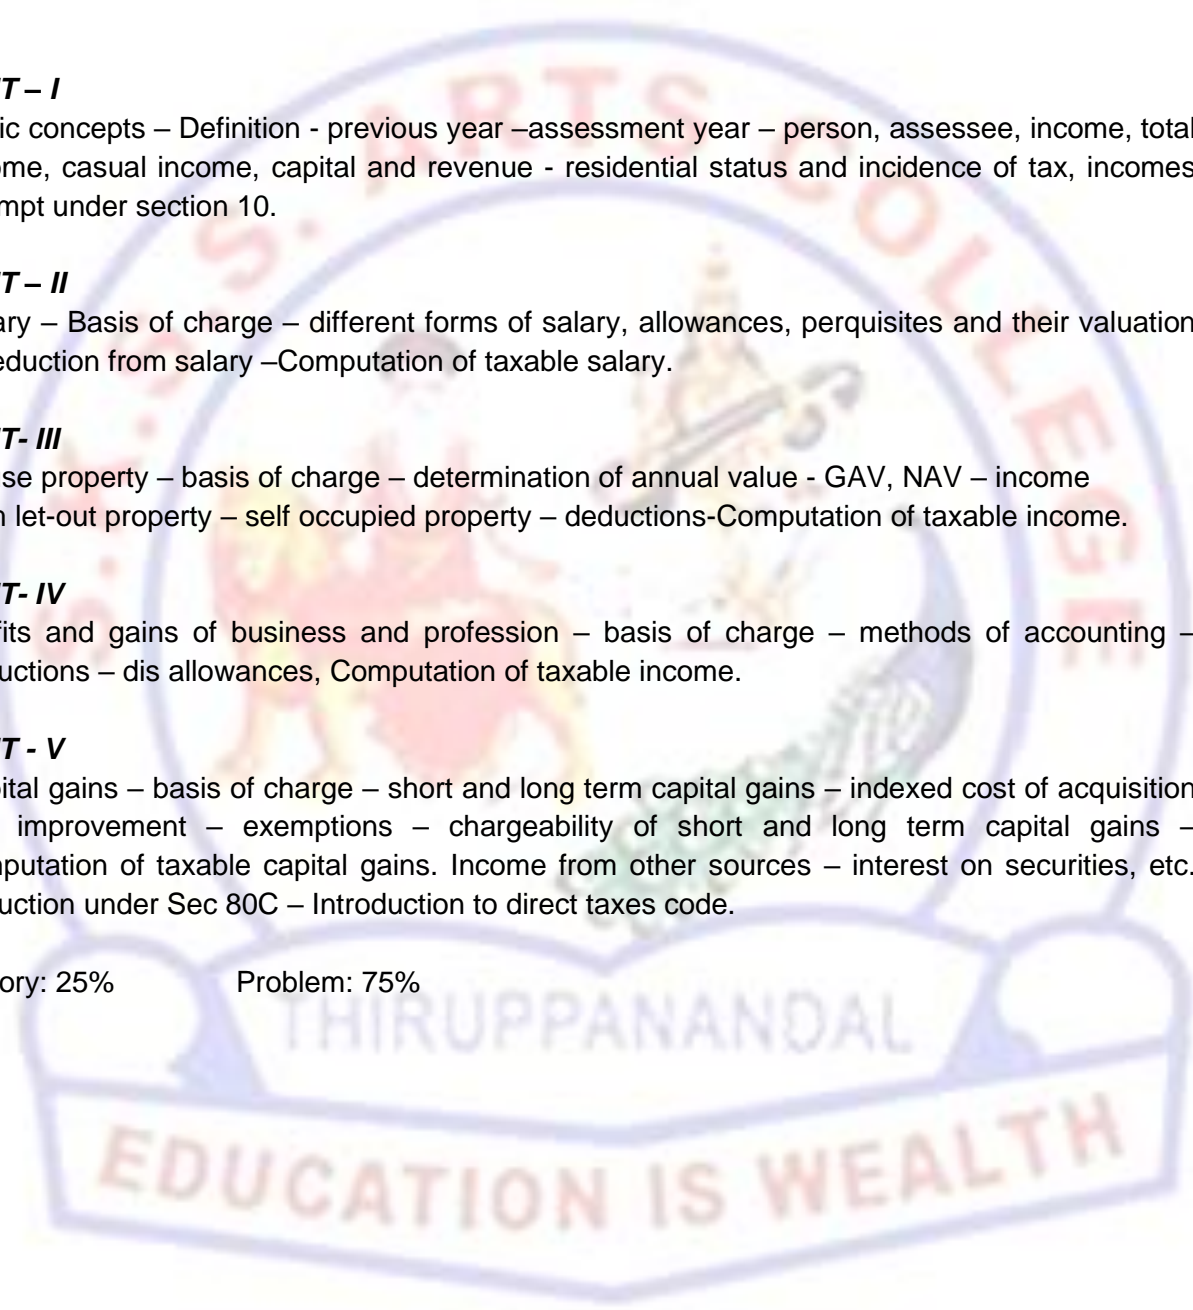 T – I
ic concepts – Definition - previous year –assessment year – person, assessee, income, total
ome, casual income, capital and revenue - residential status and incidence of tax, incomes
mpt under section 10.
T – II
ary – Basis of charge – different forms of salary, allowances, perquisites and their valuation
eduction from salary –Computation of taxable salary.
T- III
se property – basis of charge – determination of annual value - GAV, NAV – income
n let-out property – self occupied property – deductions-Computation of taxable income.
T- IV
fits and gains of business and profession – basis of charge – methods of accounting –
uctions – dis allowances, Computation of taxable income.
T - V
ital gains – basis of charge – short and long term capital gains – indexed cost of acquisition
improvement – exemptions – chargeability of short and long term capital gains –
putation of taxable capital gains. Income from other sources – interest on securities, etc.
uction under Sec 80C – Introduction to direct taxes code.
ory: 25% Problem: 75%
S. ARTS COLLEGE
THIRUPPANANDAL
EDUCATION IS WEALTH